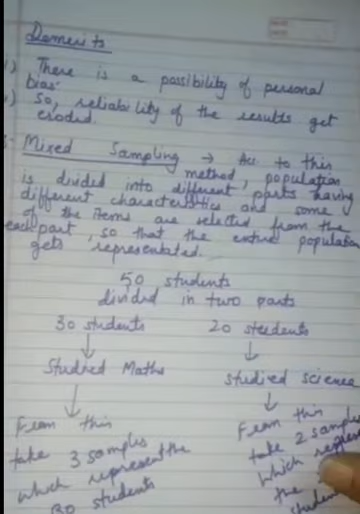 Demerits
i) There is a possibility of personal
bias.
) So, reliability of the results get
eroded.
Mixed Sampling → Acc to this
method, population
is divided into different parts having
different characteristics and some
of the items are selected from the
each part, so that the entire population
gets representated.
50 students
divided in two parts
30 students 20 students
↓ ↓
Studied Maths Studied science
↓ ↓
From this From this
take 3 samples take 2 samples
which represent the which
30 students the